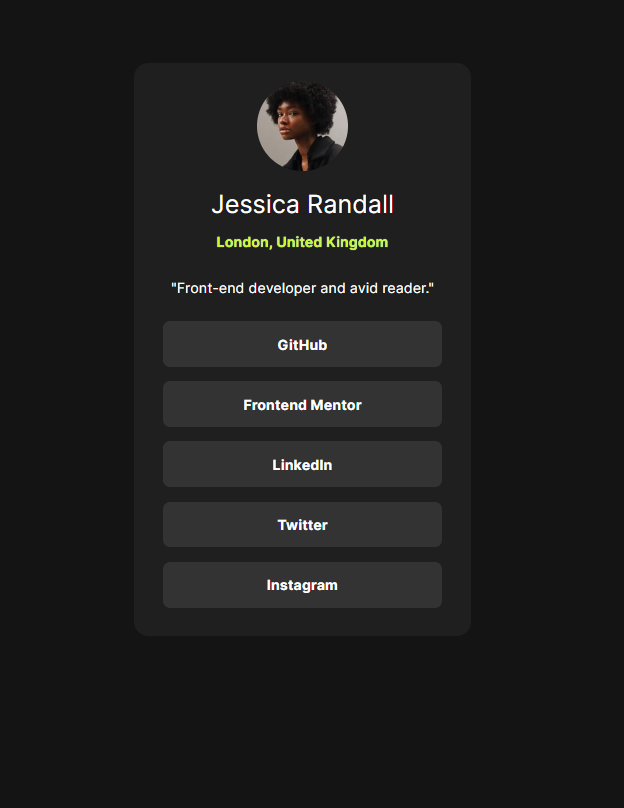 Jessica Randall
London, United Kingdom
"Front-end developer and avid reader."
GitHub
Frontend Mentor
LinkedIn
Twitter
Instagram